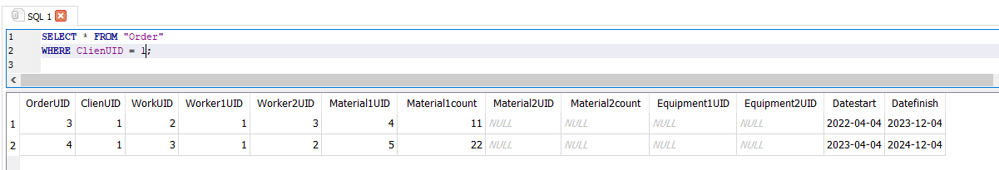 SQL 1
1 SELECT * FROM "Order"
2 WHERE ClienUID = 1;
3
OrderUID ClienUID WorkUID Worker1UID Worker2UID Material1UID Material1count Material2UID Material2count Equipment1UID Equipment2UID Datestart Datefinish
1 3 1 2 1 3 4 11 NULL NULL NULL NULL 2022-04-04 2023-12-04
2 4 1 3 1 2 5 22 NULL NULL NULL NULL 2023-04-04 2024-12-04